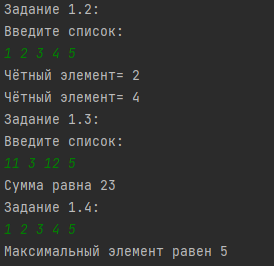 Задание 1.2:
Введите список:
1 2 3 4 5
Чётный элемент= 2
Чётный элемент= 4
Задание 1.3:
Введите список:
11 3 12 5
Сумма равна 23
Задание 1.4:
1 2 3 4 5
Максимальный элемент равен 5